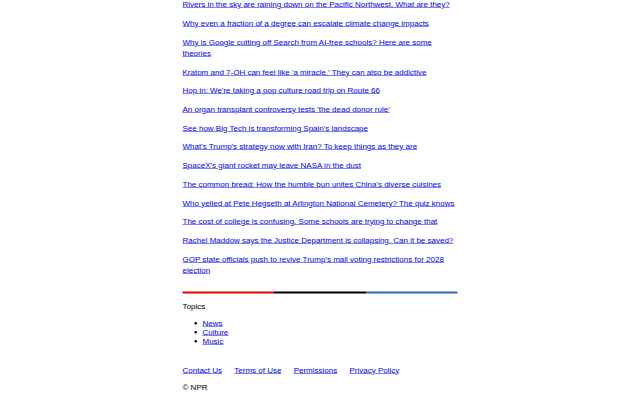 Rivers in the sky are raining down on the Pacific Northwest. What are they?
Why even a fraction of a degree can escalate climate change impacts
Why is Google cutting off Search from AI-free schools? Here are some
theories
Kratom and 7-OH can feel like 'a miracle.' They can also be addictive
Hop in: We're taking a pop culture road trip on Route 66
An organ transplant controversy tests 'the dead donor rule'
See how Big Tech is transforming Spain's landscape
What's Trump's strategy now with Iran? To keep things as they are
SpaceX's giant rocket may leave NASA in the dust
The common bread: How the humble bun unites China's diverse cuisines
Who yelled at Pete Hegseth at Arlington National Cemetery? The quiz knows
The cost of college is confusing. Some schools are trying to change that
Rachel Maddow says the Justice Department is collapsing. Can it be saved?
GOP state officials push to revive Trump's mail voting restrictions for 2028
election
Topics
News
Culture
Music
Contact Us Terms of Use Permissions Privacy Policy
© NPR